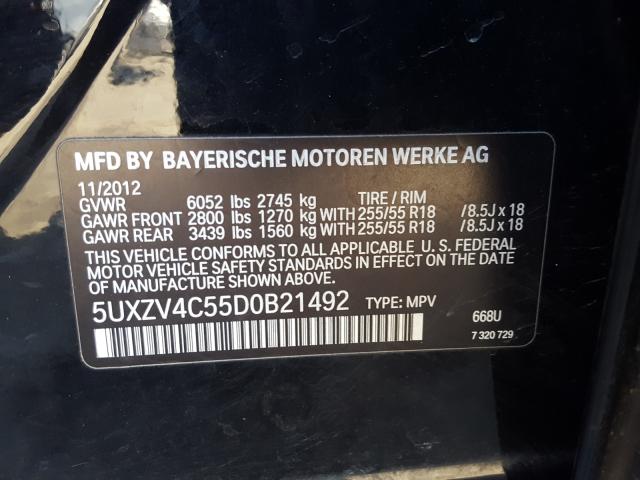 MFD BY BAYERISCHE MOTOREN WERKE AG
11/2012
GVWR 6052 lbs 2745 kg TIRE / RIM
GAWR FRONT 2800 lbs 1270 kg WITH 255/55 R18 /8.5J x 18
GAWR REAR 3439 lbs 1560 kg WITH 255/55 R18 /8.5J x 18
THIS VEHICLE CONFORMS TO ALL APPLICABLE U. S. FEDERAL
MOTOR VEHICLE SAFETY STANDARDS IN EFFECT ON THE
DATE OF MANUFACTURE SHOWN ABOVE.
5UXZV4C55D0B21492 TYPE: MPV 668U
7 320 729